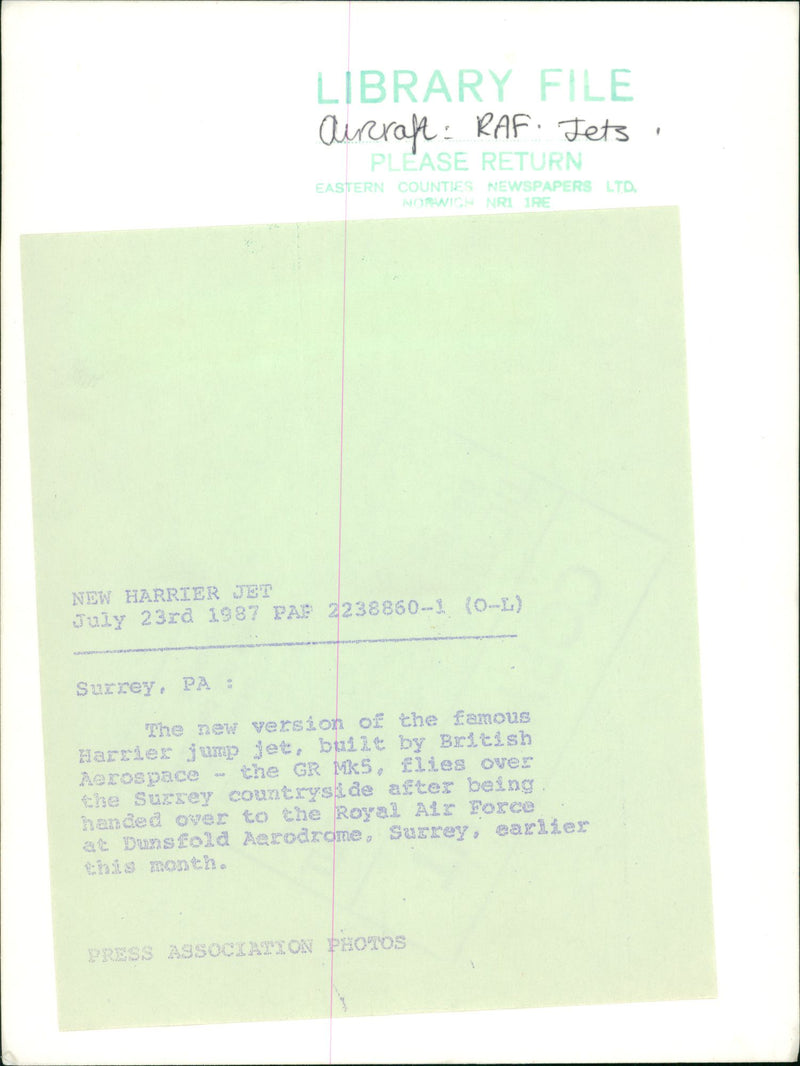 LIBRARY FILE
Aircraft: RAF. Jets.
PLEASE RETURN
EASTERN COUNTIES NEWSPAPERS LTD.
NORWICH NR1 1RE
NEW HARRIER JET
July 23rd 1987 PAP 2238860-1 (O-L)
Surrey, PA :
The new version of the famous
Harrier jump jet, built by British
Aerospace - the GR Mk5, flies over
the Surrey countryside after being
handed over to the Royal Air Force
at Dunsfold Aerodrome, Surrey, earlier
this month.
PRESS ASSOCIATION PHOTOS